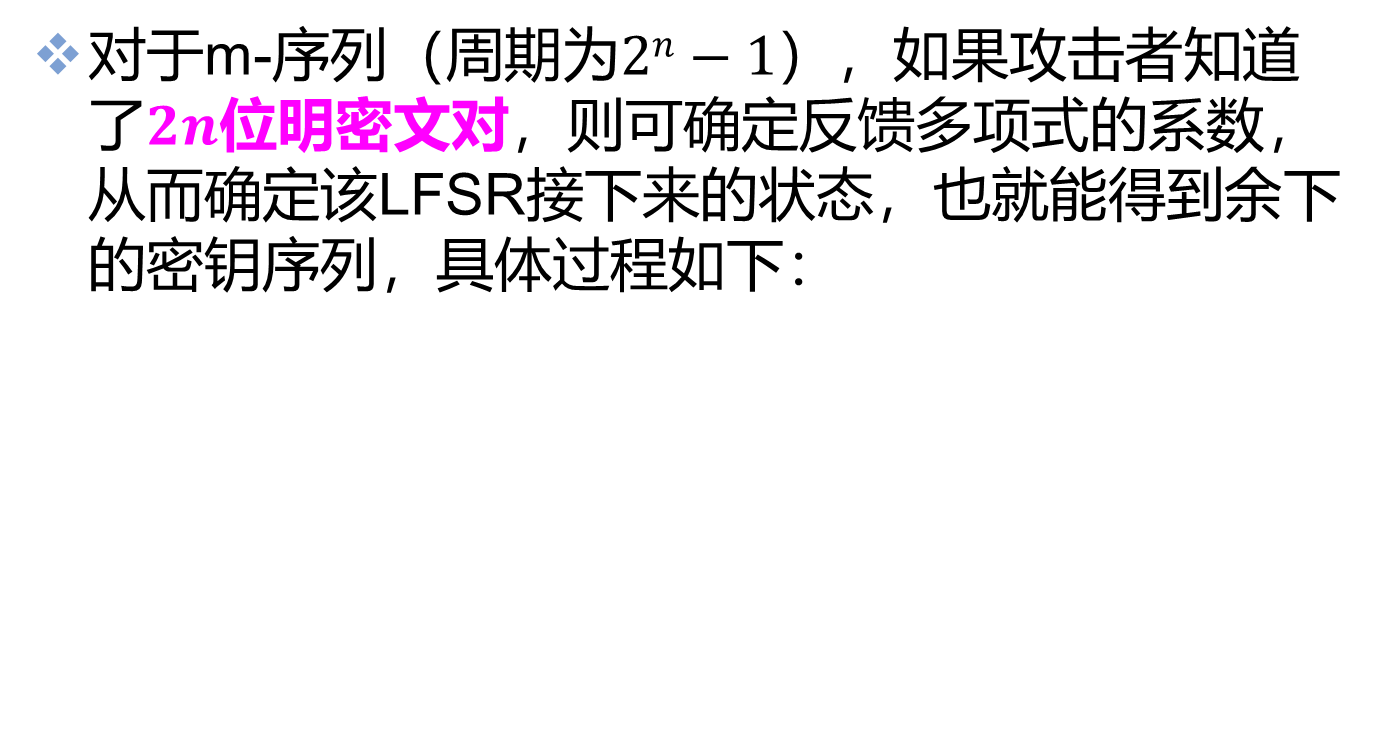 对于m-序列（周期为2ⁿ − 1），如果攻击者知道
了2n位明密文对，则可确定反馈多项式的系数，
从而确定该LFSR接下来的状态，也就能得到余下
的密钥序列，具体过程如下：